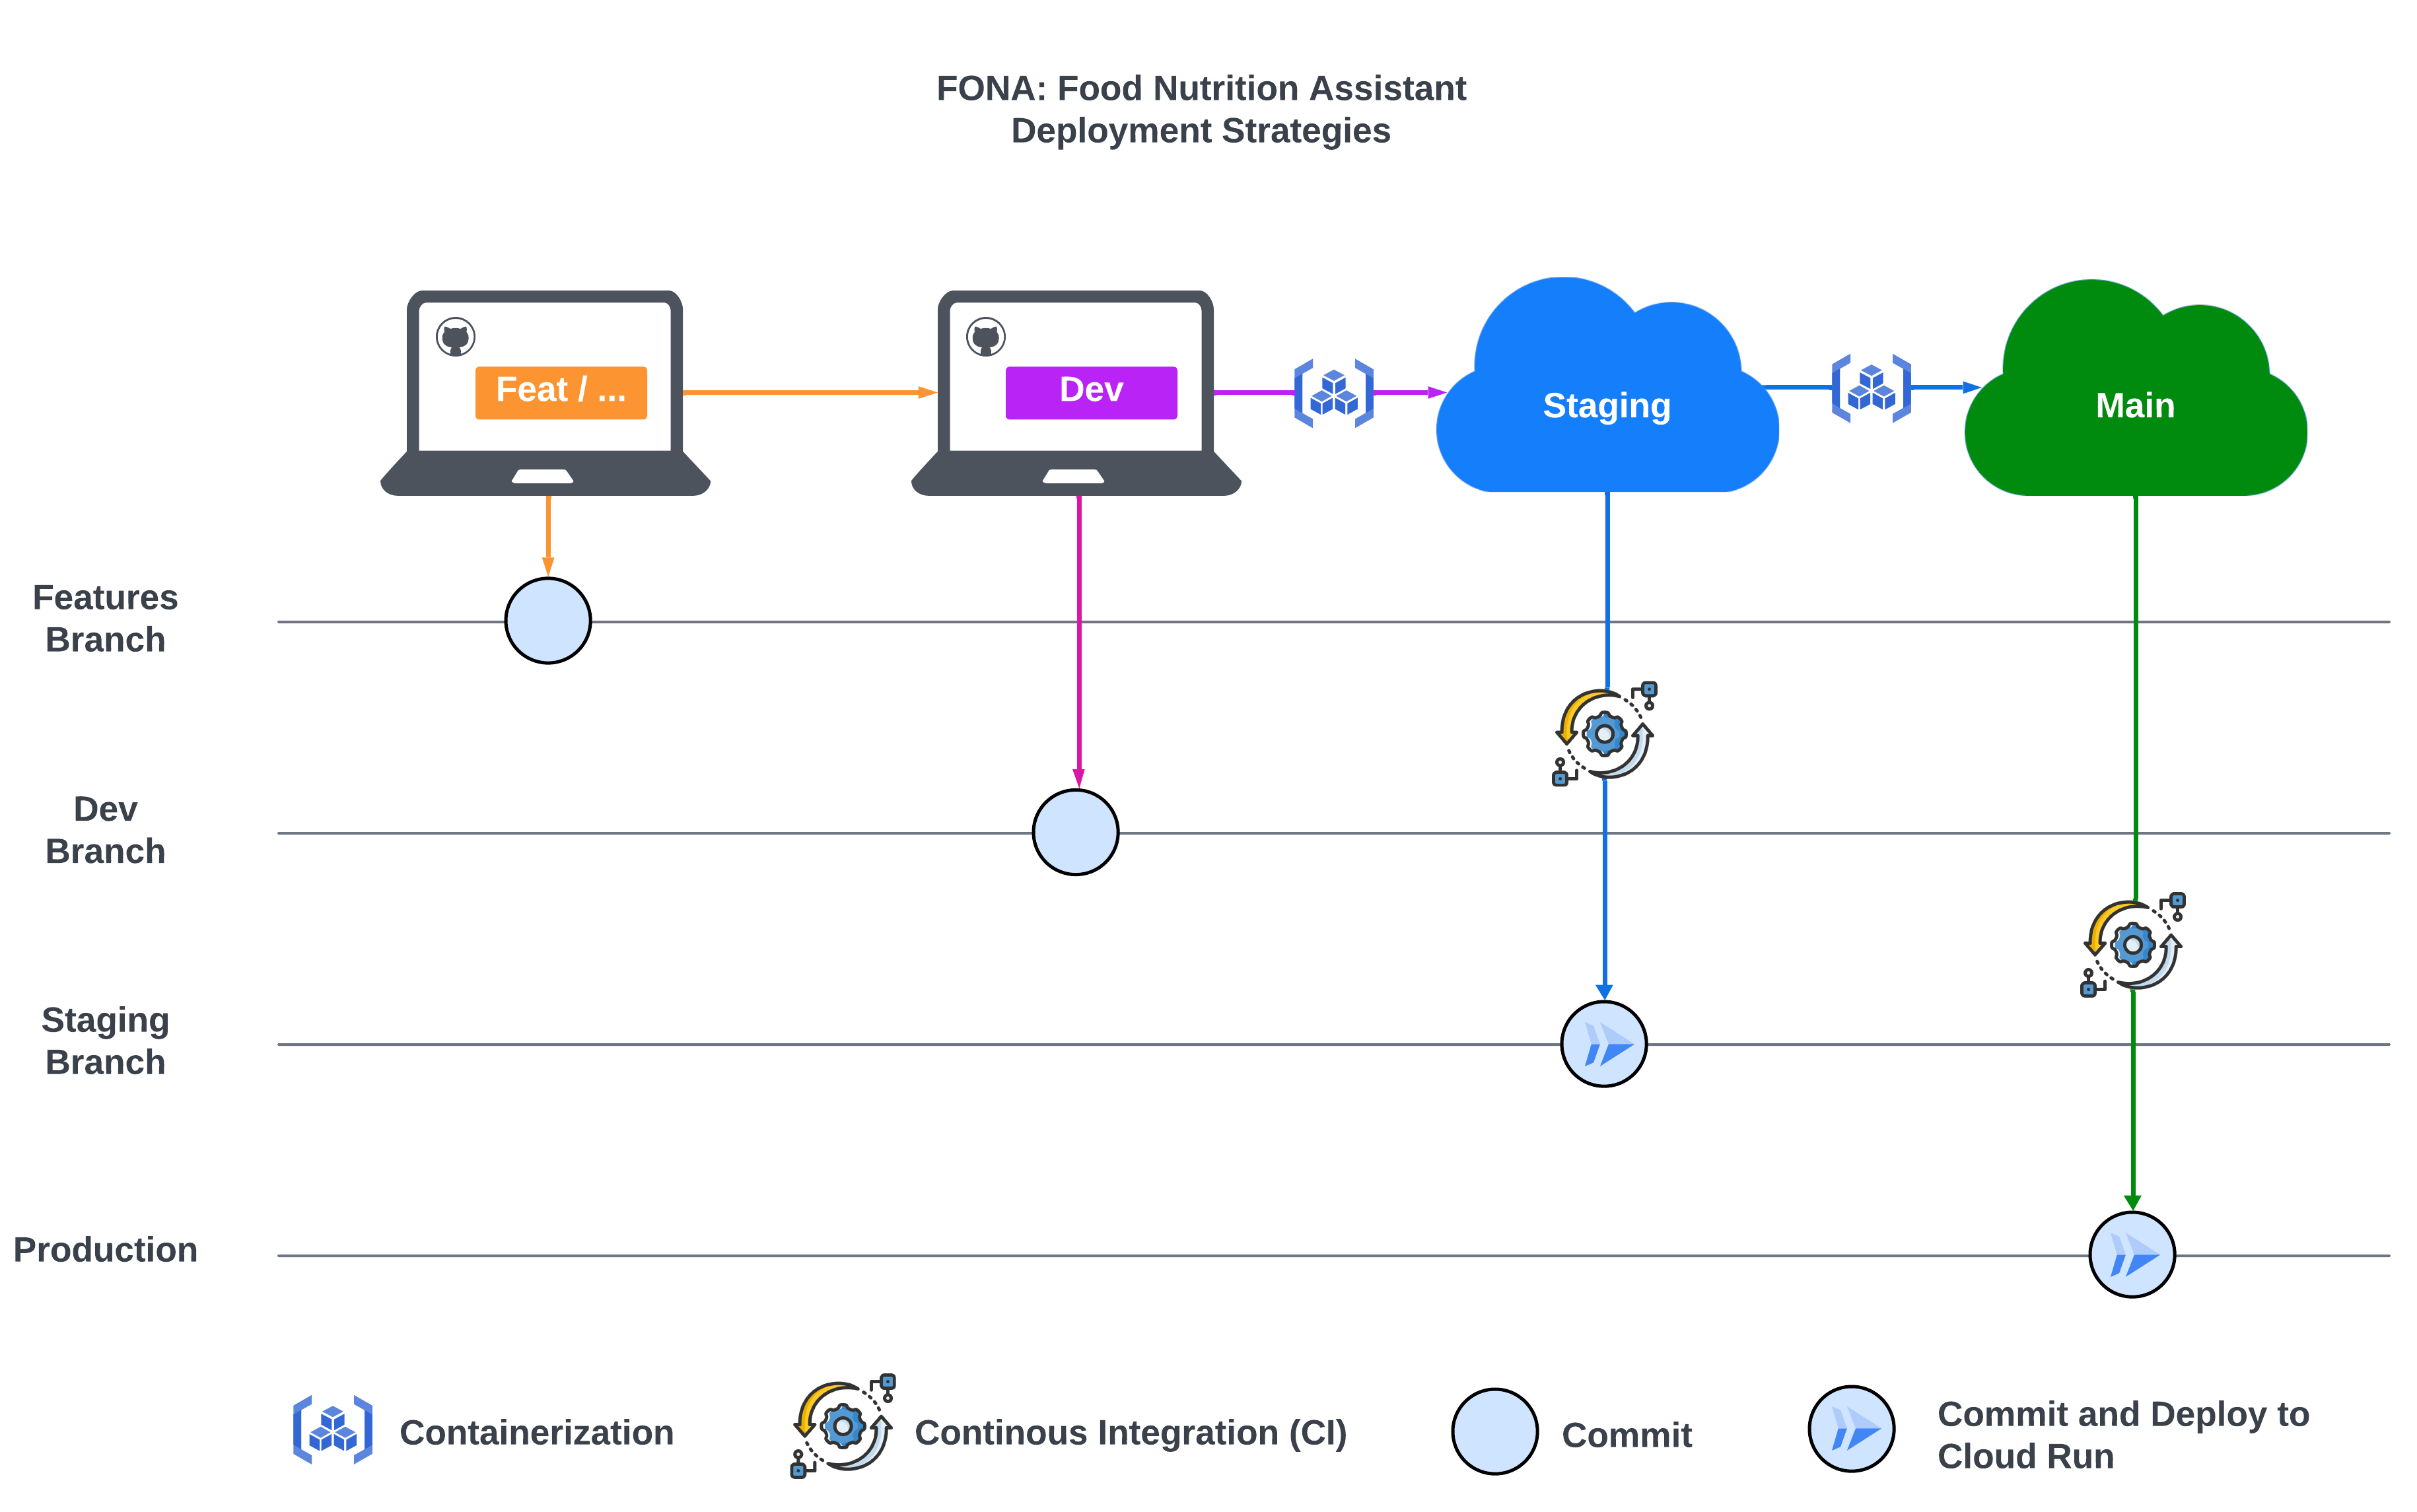 FONA: Food Nutrition Assistant
Deployment Strategies
Feat / ...
Dev
Staging
Main
Features
Branch
Dev
Branch
Staging
Branch
Production
Containerization
Continous Integration (CI)
Commit
Commit and Deploy to
Cloud Run